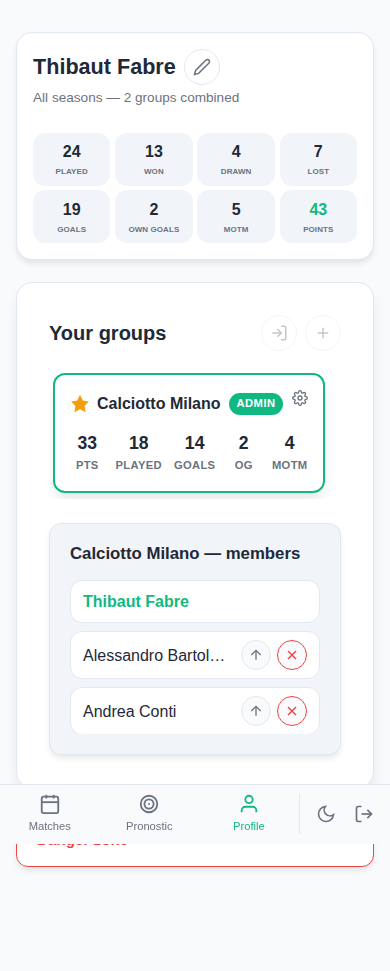 Thibaut Fabre
All seasons — 2 groups combined
24 13 4 7
PLAYED WON DRAWN LOST
19 2 5 43
GOALS OWN GOALS MOTM POINTS
Your groups
Calciotto Milano ADMIN
33 18 14 2 4
PTS PLAYED GOALS OG MOTM
Calciotto Milano — members
Thibaut Fabre
Alessandro Bartol…
Andrea Conti
Matches Pronostic Profile